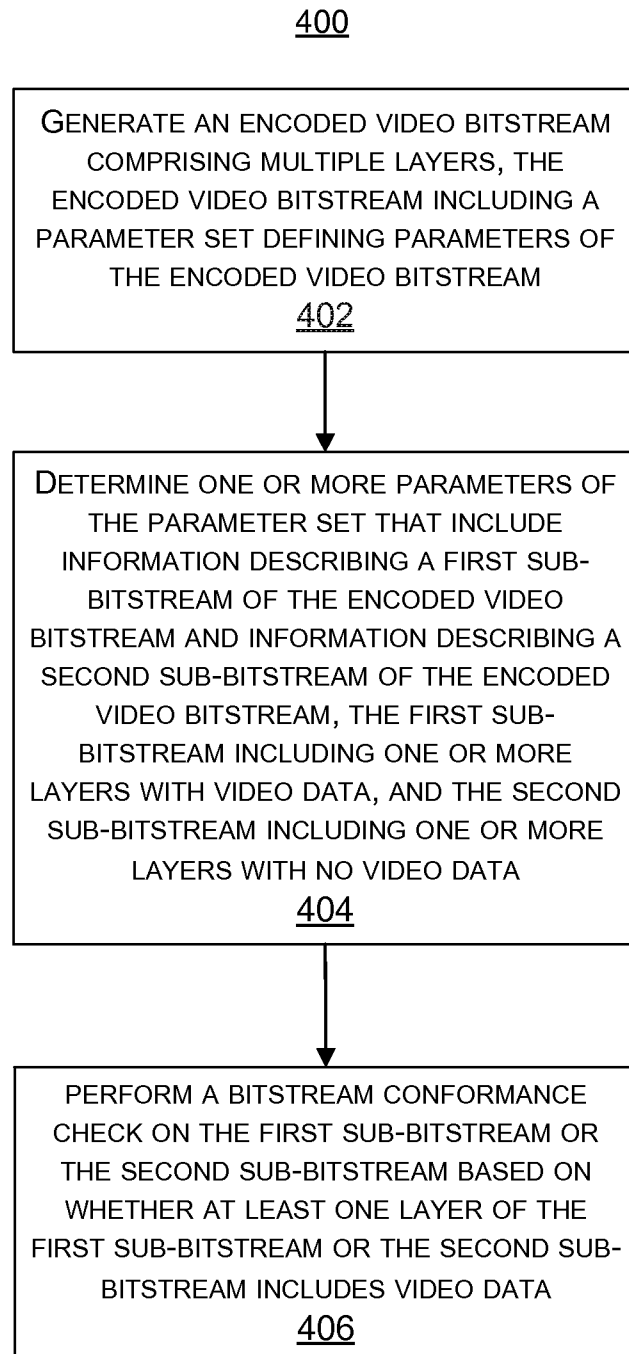 400
GENERATE AN ENCODED VIDEO BITSTREAM
COMPRISING MULTIPLE LAYERS, THE
ENCODED VIDEO BITSTREAM INCLUDING A
PARAMETER SET DEFINING PARAMETERS OF
THE ENCODED VIDEO BITSTREAM
402
DETERMINE ONE OR MORE PARAMETERS OF
THE PARAMETER SET THAT INCLUDE
INFORMATION DESCRIBING A FIRST SUB-
BITSTREAM OF THE ENCODED VIDEO
BITSTREAM AND INFORMATION DESCRIBING A
SECOND SUB-BITSTREAM OF THE ENCODED
VIDEO BITSTREAM, THE FIRST SUB-
BITSTREAM INCLUDING ONE OR MORE
LAYERS WITH VIDEO DATA, AND THE SECOND
SUB-BITSTREAM INCLUDING ONE OR MORE
LAYERS WITH NO VIDEO DATA
404
PERFORM A BITSTREAM CONFORMANCE
CHECK ON THE FIRST SUB-BITSTREAM OR
THE SECOND SUB-BITSTREAM BASED ON
WHETHER AT LEAST ONE LAYER OF THE
FIRST SUB-BITSTREAM OR THE SECOND SUB-
BITSTREAM INCLUDES VIDEO DATA
406